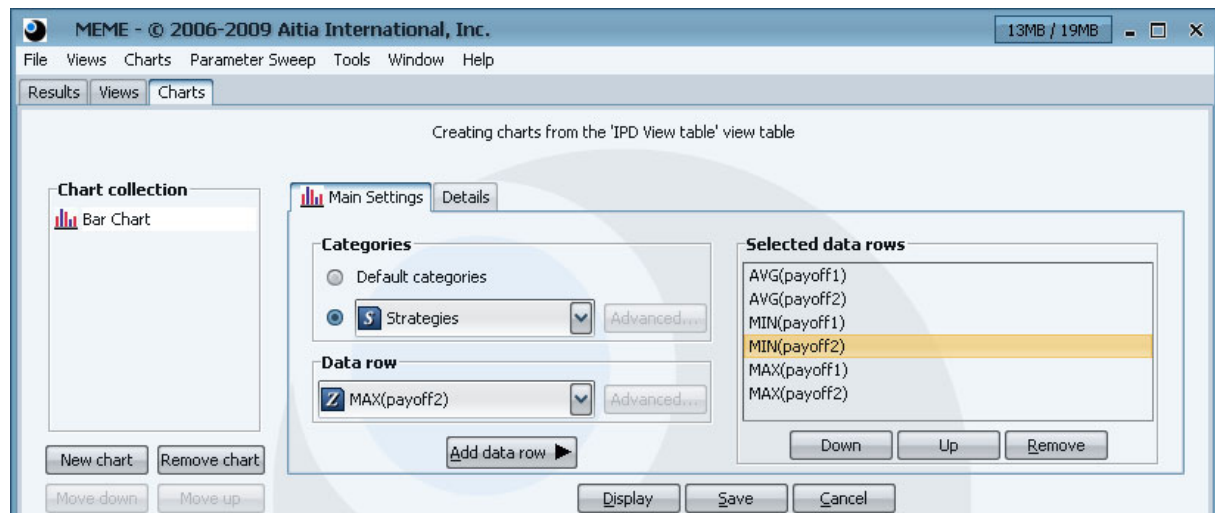 MEME - © 2006-2009 Aitia International, Inc.
13MB / 19MB
File Views Charts Parameter Sweep Tools Window Help
Results Views Charts
Creating charts from the 'IPD View table' view table
Chart collection
Bar Chart
New chart Remove chart
Move down Move up
Main Settings Details
Categories
Default categories
S Strategies Advanced...
Data row
Z MAX(payoff2) Advanced...
Add data row
Selected data rows
AVG(payoff1)
AVG(payoff2)
MIN(payoff1)
MIN(payoff2)
MAX(payoff1)
MAX(payoff2)
Down Up Remove
Display Save Cancel